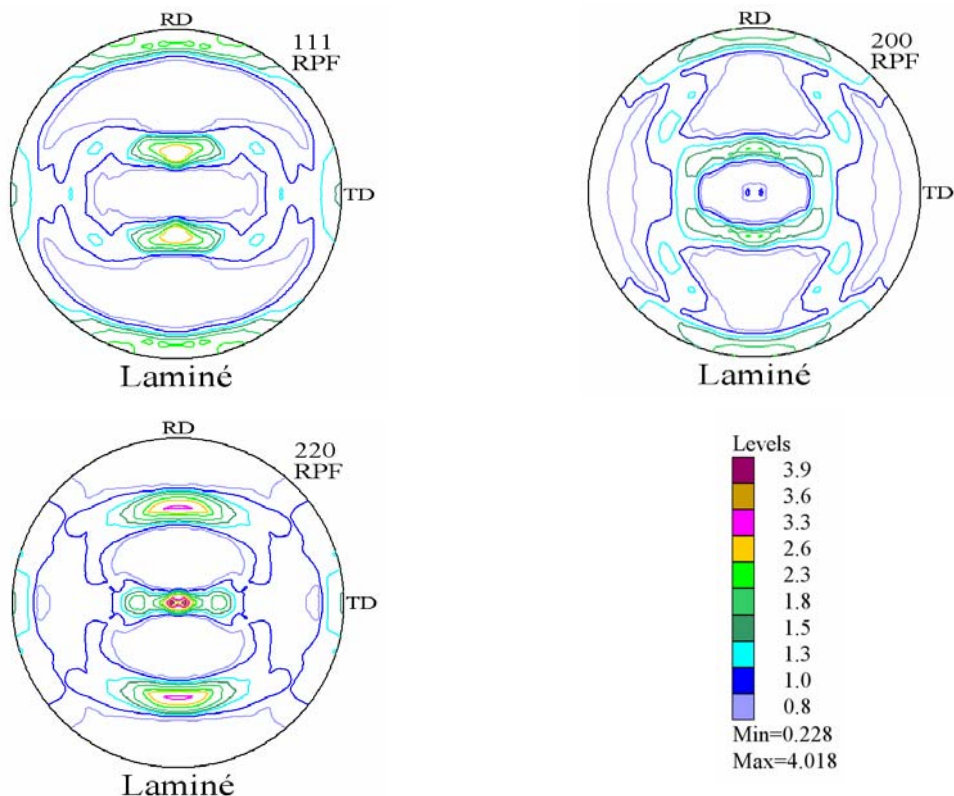 RD
111
RPF
TD
Laminé
RD
200
RPF
TD
Laminé
RD
220
RPF
TD
Laminé
Levels
3.9
3.6
3.3
2.6
2.3
1.8
1.5
1.3
1.0
0.8
Min=0.228
Max=4.018